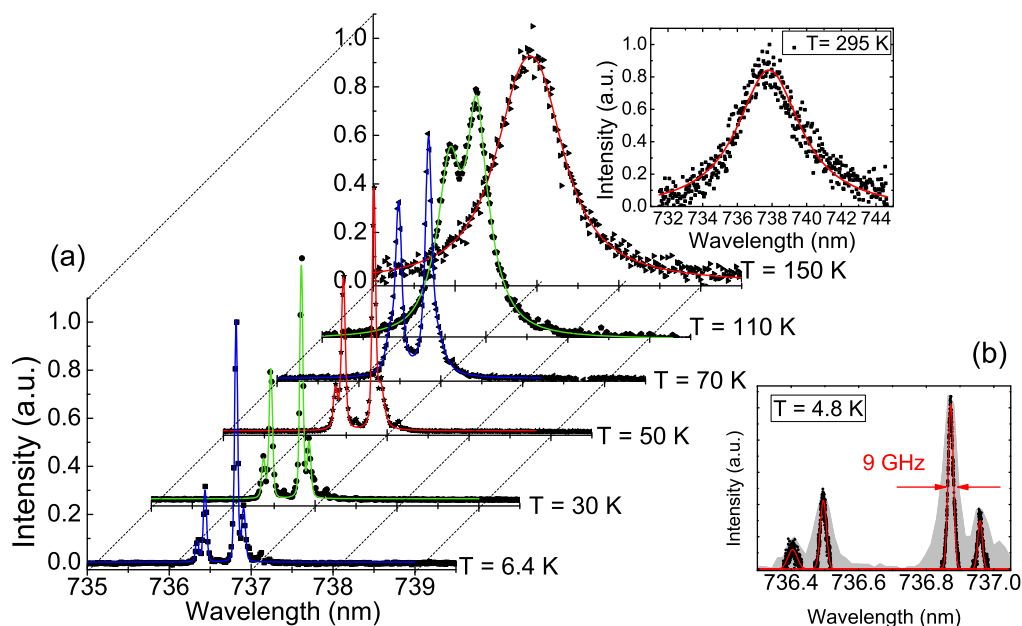 (a)
Intensity (a.u.)
1.0
0.8
0.6
0.4
0.2
0.0
T = 150 K
T = 110 K
T = 70 K
T = 50 K
T = 30 K
T = 6.4 K
Intensity (a.u.)
1.0
0.8
0.6
0.4
0.2
0.0
735 736 737 738 739
Wavelength (nm)
T= 295 K
Intensity (a.u.)
1.0
0.8
0.6
0.4
0.2
0.0
732 734 736 738 740 742 744
Wavelength (nm)
(b)
T = 4.8 K
9 GHz
Intensity (a.u.)
736.4 736.6 736.8 737.0
Wavelength (nm)